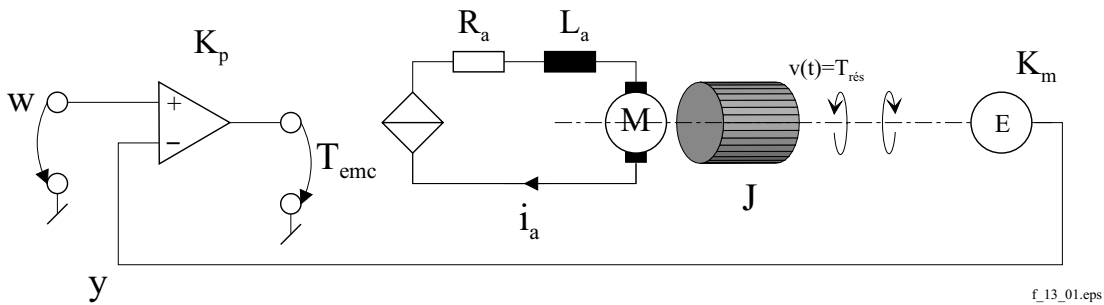 R_a
L_a
K_p
v(t)=T_rés
K_m
w
+
−
M
E
T_emc
J
i_a
y
f_13_01.eps